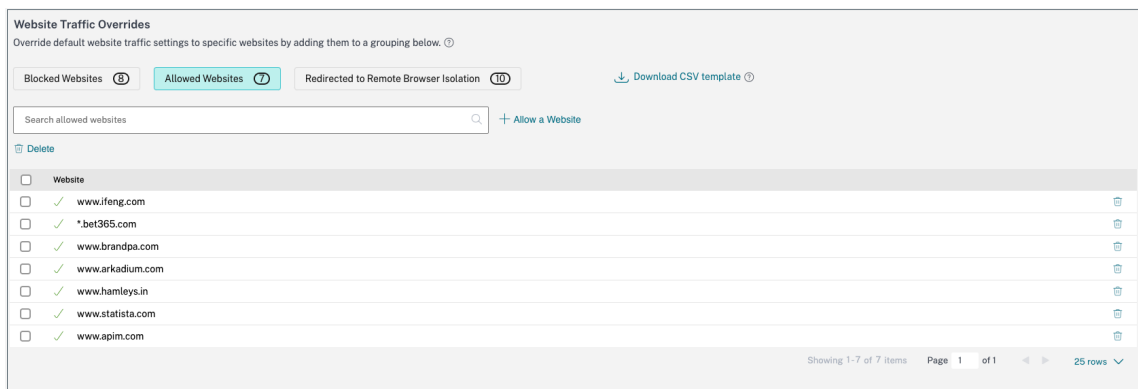 Website Traffic Overrides
Override default website traffic settings to specific websites by adding them to a grouping below. ?
Blocked Websites 8 Allowed Websites 7 Redirected to Remote Browser Isolation 10 Download CSV template ?
Search allowed websites + Allow a Website
Delete
Website
www.ifeng.com
*.bet365.com
www.brandpa.com
www.arkadium.com
www.hamleys.in
www.statista.com
www.apim.com
Showing 1-7 of 7 items Page 1 of 1 25 rows